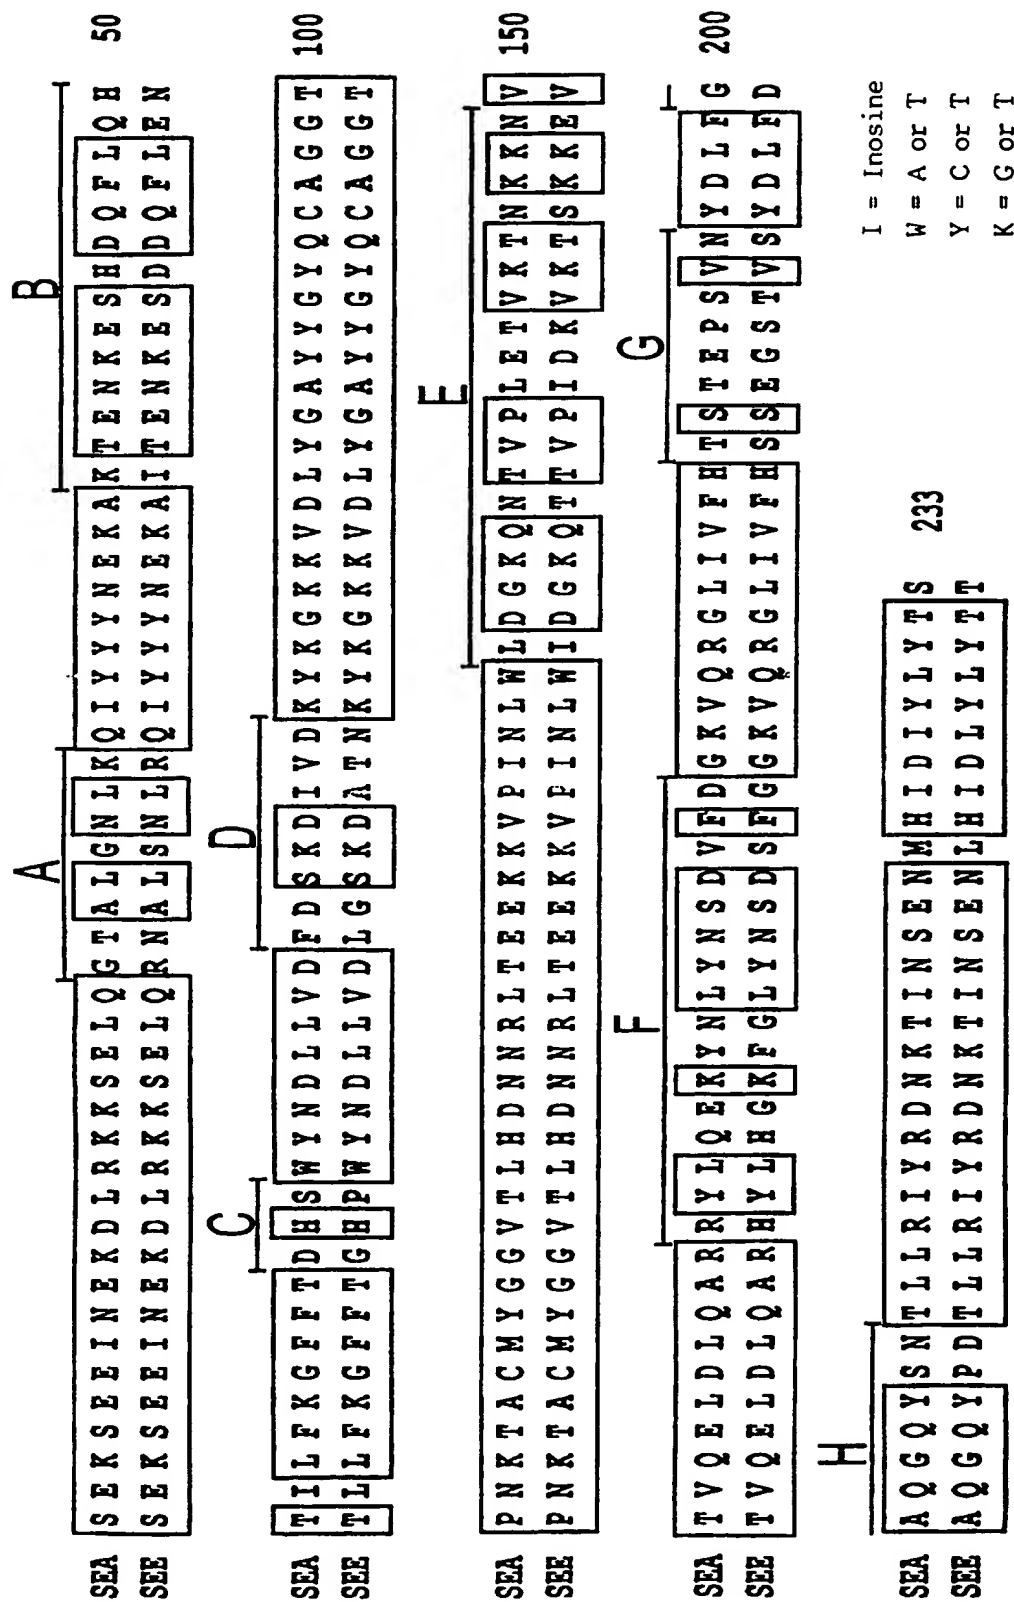 A B
SEA S E K S E E I N E K D L R K K S E L Q G T A L G N L K Q I Y Y Y N E K A K T E N K E S H D Q F L Q H 50
SEE S E K S E E I N E K D L R K K S E L Q R N A L S N L R Q I Y Y Y N E K A I T E N K E S D D Q F L E N
C D
SEA T I L F K G F F T D H S W Y N D L L V D F D S K D I V D K Y K G K K V D L Y G A Y Y G Y Q C A G G T 100
SEE T L L F K G F F T G H P W Y N D L L V D L G S K D A T N K Y K G K K V D L Y G A Y Y G Y Q C A G G T
E
SEA P N K T A C M Y G G V T L H D N N R L T E E K K V P I N L W L D G K Q N T V P L E T V K T N K K N V 150
SEE P N K T A C M Y G G V T L H D N N R L T E E K K V P I N L W I D G K Q T T V P I D K V K T S K K E V
F G
SEA T V Q E L D L Q A R R Y L Q E K Y N L Y N S D V F D G K V Q R G L I V F H T S T E P S V N Y D L F G 200
SEE T V Q E L D L Q A R H Y L H G K F G L Y N S D S F G G K V Q R G L I V F H S S E G S T V S Y D L F D
H
SEA A Q G Q Y S N T L L R I Y R D N K T I N S E N M H I D I Y L Y T S 233
SEE A Q G Q Y P D T L L R I Y R D N K T I N S E N L H I D L Y L Y T T
I = Inosine
W = A or T
Y = C or T
K = G or T